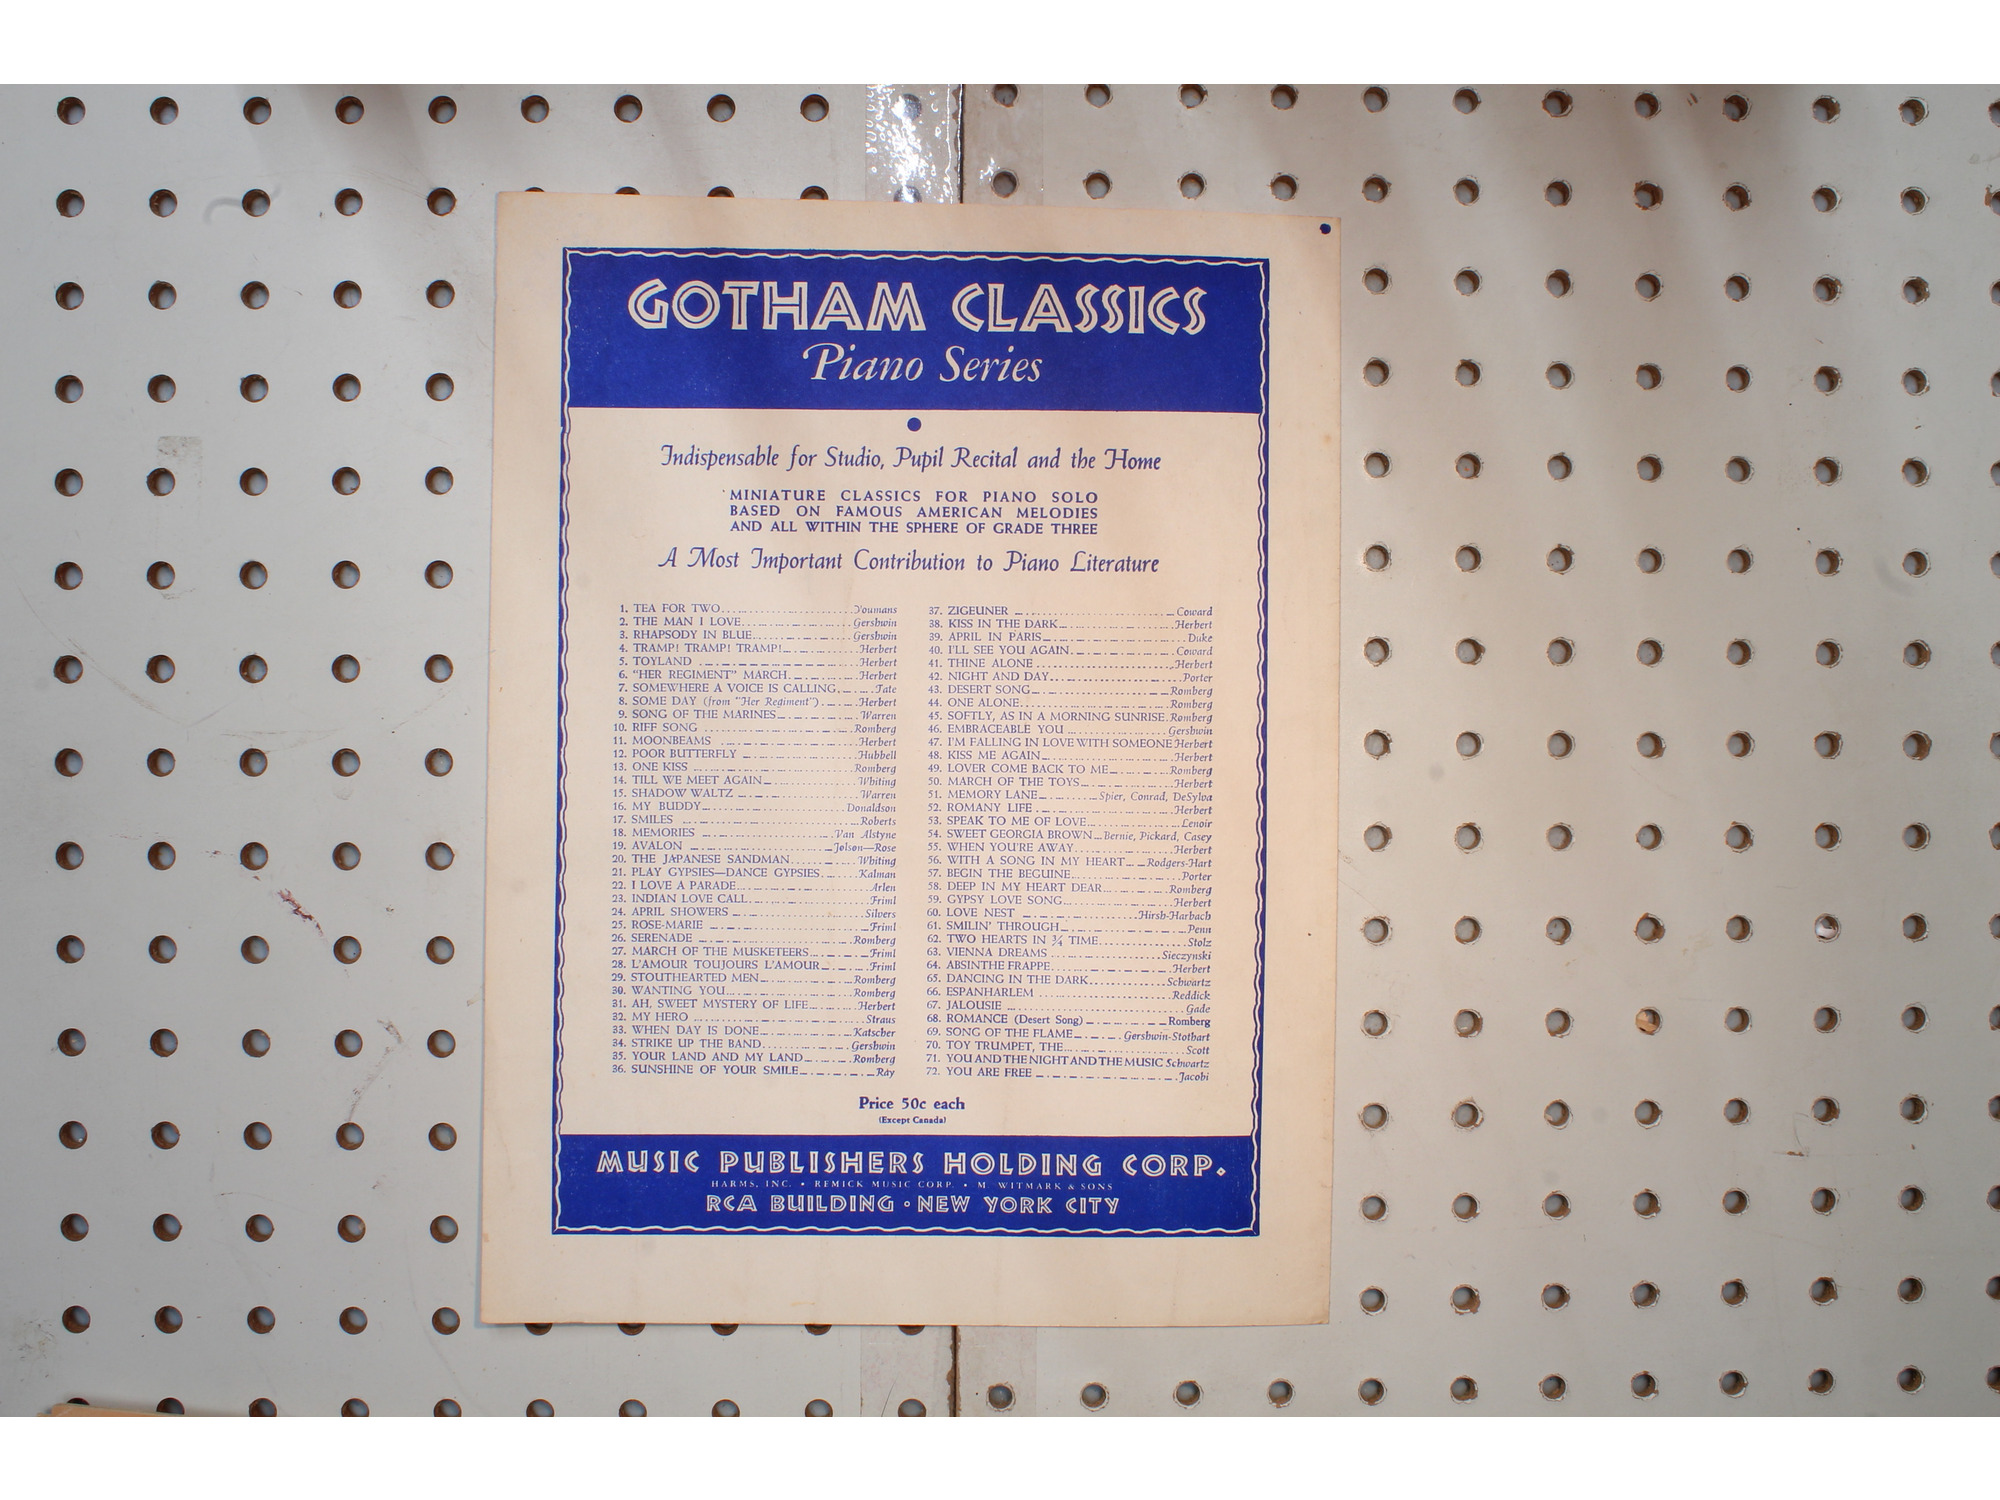 GOTHAM CLASSICS
Piano Series
Indispensable for Studio, Pupil Recital and the Home
MINIATURE CLASSICS FOR PIANO SOLO
BASED ON FAMOUS AMERICAN MELODIES
AND ALL WITHIN THE SPHERE OF GRADE THREE
A Most Important Contribution to Piano Literature
1. TEA FOR TWO Youmans
2. THE MAN I LOVE Gershwin
3. RHAPSODY IN BLUE Gershwin
4. TRAMP! TRAMP! TRAMP! Herbert
5. TOYLAND Herbert
6. "HER REGIMENT" MARCH Herbert
7. SOMEWHERE A VOICE IS CALLING Tate
8. SOME DAY (from "Her Regiment") Herbert
9. SONG OF THE MARINES Warren
10. RIFF SONG Romberg
11. MOONBEAMS Herbert
12. POOR BUTTERFLY Hubbell
13. ONE KISS Romberg
14. TILL WE MEET AGAIN Whiting
15. SHADOW WALTZ Warren
16. MY BUDDY Donaldson
17. SMILES Roberts
18. MEMORIES Van Alstyne
19. AVALON Jolson—Rose
20. THE JAPANESE SANDMAN Whiting
21. PLAY GYPSIES—DANCE GYPSIES Kalman
22. I LOVE A PARADE Arlen
23. INDIAN LOVE CALL Friml
24. APRIL SHOWERS Silvers
25. ROSE-MARIE Friml
26. SERENADE Romberg
27. MARCH OF THE MUSKETEERS Friml
28. L'AMOUR TOUJOURS L'AMOUR Friml
29. STOUTHEARTED MEN Romberg
30. WANTING YOU Romberg
31. AH, SWEET MYSTERY OF LIFE Herbert
32. MY HERO Straus
33. WHEN DAY IS DONE Katscher
34. STRIKE UP THE BAND Gershwin
35. YOUR LAND AND MY LAND Romberg
36. SUNSHINE OF YOUR SMILE Ray
37. ZIGEUNER Coward
38. KISS IN THE DARK Herbert
39. APRIL IN PARIS Duke
40. I'LL SEE YOU AGAIN Coward
41. THINE ALONE Herbert
42. NIGHT AND DAY Porter
43. DESERT SONG Romberg
44. ONE ALONE Romberg
45. SOFTLY, AS IN A MORNING SUNRISE Romberg
46. EMBRACEABLE YOU Gershwin
47. I'M FALLING IN LOVE WITH SOMEONE Herbert
48. KISS ME AGAIN Herbert
49. LOVER COME BACK TO ME Romberg
50. MARCH OF THE TOYS Herbert
51. MEMORY LANE Spier, Conrad, DeSylva
52. ROMANY LIFE Herbert
53. SPEAK TO ME OF LOVE Lenoir
54. SWEET GEORGIA BROWN Bernie, Pickard, Casey
55. WHEN YOU'RE AWAY Herbert
56. WITH A SONG IN MY HEART Rodgers-Hart
57. BEGIN THE BEGUINE Porter
58. DEEP IN MY HEART DEAR Romberg
59. GYPSY LOVE SONG Herbert
60. LOVE NEST Hirsh-Harbach
61. SMILIN' THROUGH Penn
62. TWO HEARTS IN ¾ TIME Stolz
63. VIENNA DREAMS Sieczynski
64. ABSINTHE FRAPPE Herbert
65. DANCING IN THE DARK Schwartz
66. ESPANHARLEM Reddick
67. JALOUSIE Gade
68. ROMANCE (Desert Song) Romberg
69. SONG OF THE FLAME Gershwin-Stothart
70. TOY TRUMPET, THE Scott
71. YOU AND THE NIGHT AND THE MUSIC Schwartz
72. YOU ARE FREE Jacobi
Price 50c each
(Except Canada)
MUSIC PUBLISHERS HOLDING CORP.
HARMS, INC. • REMICK MUSIC CORP. • M. WITMARK & SONS
RCA BUILDING • NEW YORK CITY